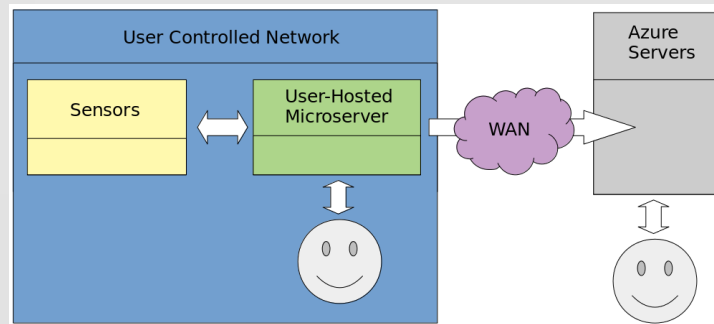 User Controlled Network
Azure
Servers
Sensors
User-Hosted
Microserver
WAN